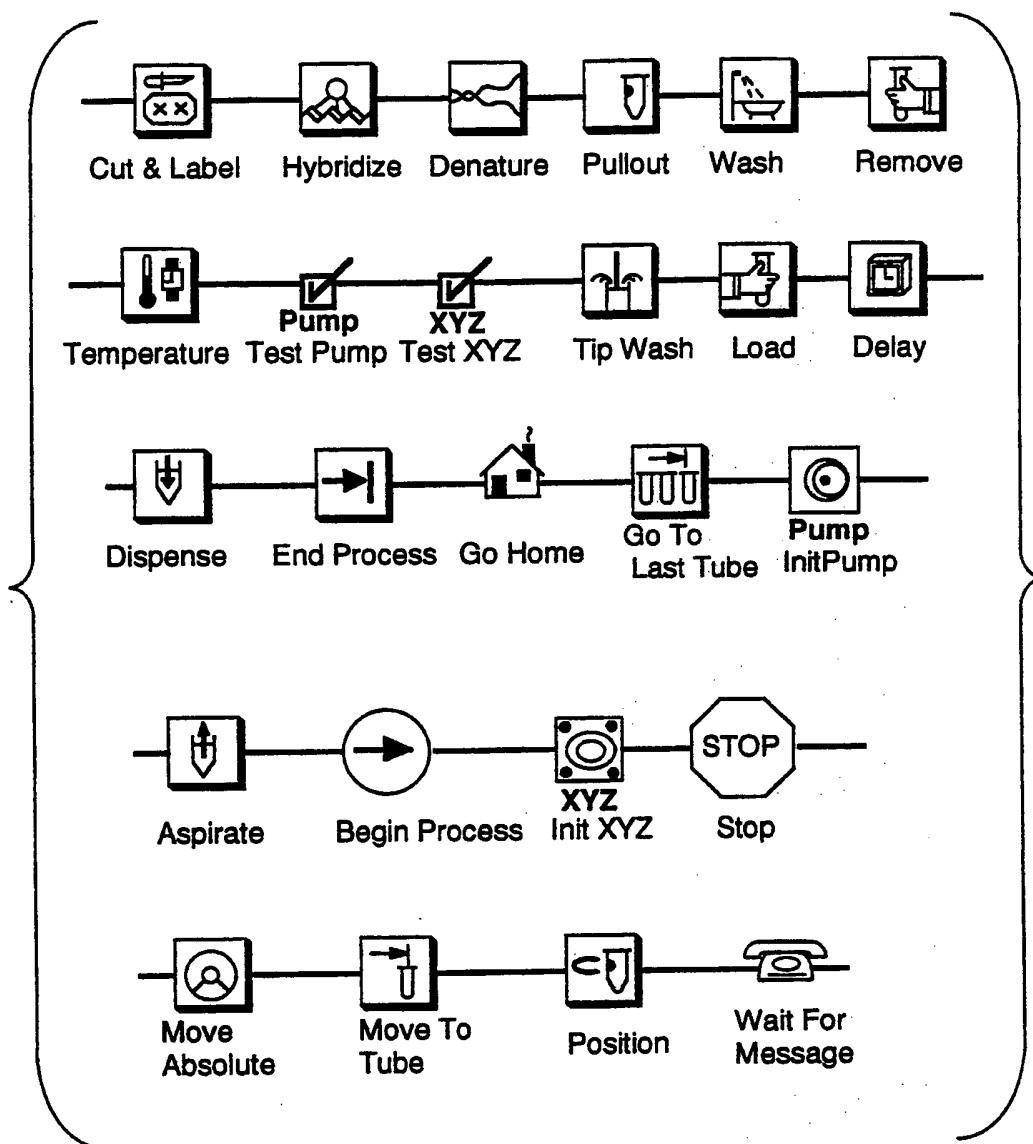 Cut & Label Hybridize Denature Pullout Wash Remove
Pump XYZ
Temperature Test Pump Test XYZ Tip Wash Load Delay
Dispense End Process Go Home Go To Last Tube Pump InitPump
STOP
XYZ
Aspirate Begin Process Init XYZ Stop
Move Absolute Move To Tube Position Wait For Message